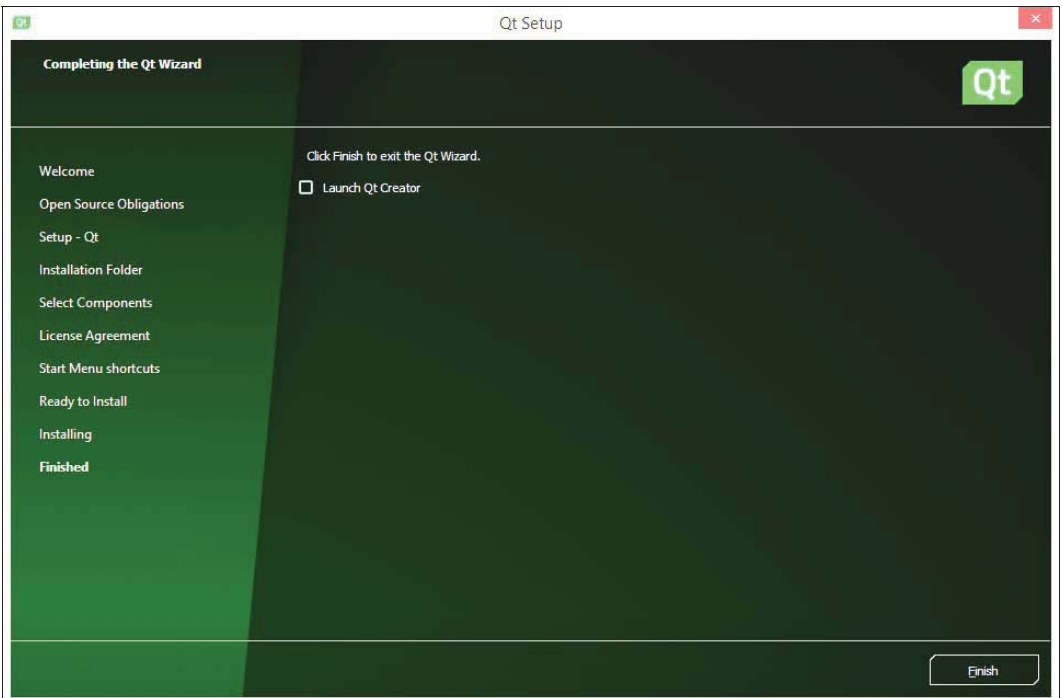 Qt
Qt Setup
Completing the Qt Wizard
Qt
Welcome
Open Source Obligations
Setup - Qt
Installation Folder
Select Components
License Agreement
Start Menu shortcuts
Ready to Install
Installing
Finished
Click Finish to exit the Qt Wizard.
Launch Qt Creator
Finish